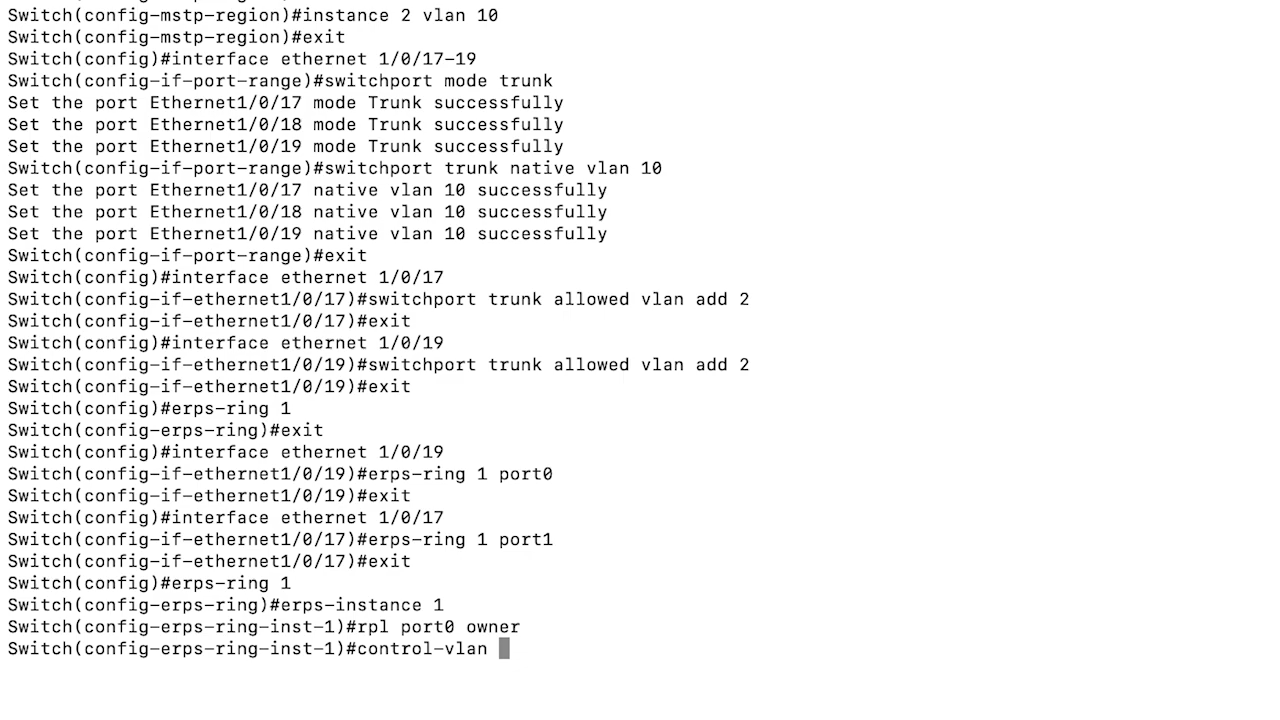 Switch(config-mstp-region)#instance 2 vlan 10
Switch(config-mstp-region)#exit
Switch(config)#interface ethernet 1/0/17-19
Switch(config-if-port-range)#switchport mode trunk
Set the port Ethernet1/0/17 mode Trunk successfully
Set the port Ethernet1/0/18 mode Trunk successfully
Set the port Ethernet1/0/19 mode Trunk successfully
Switch(config-if-port-range)#switchport trunk native vlan 10
Set the port Ethernet1/0/17 native vlan 10 successfully
Set the port Ethernet1/0/18 native vlan 10 successfully
Set the port Ethernet1/0/19 native vlan 10 successfully
Switch(config-if-port-range)#exit
Switch(config)#interface ethernet 1/0/17
Switch(config-if-ethernet1/0/17)#switchport trunk allowed vlan add 2
Switch(config-if-ethernet1/0/17)#exit
Switch(config)#interface ethernet 1/0/19
Switch(config-if-ethernet1/0/19)#switchport trunk allowed vlan add 2
Switch(config-if-ethernet1/0/19)#exit
Switch(config)#erps-ring 1
Switch(config-erps-ring)#exit
Switch(config)#interface ethernet 1/0/19
Switch(config-if-ethernet1/0/19)#erps-ring 1 port0
Switch(config-if-ethernet1/0/19)#exit
Switch(config)#interface ethernet 1/0/17
Switch(config-if-ethernet1/0/17)#erps-ring 1 port1
Switch(config-if-ethernet1/0/17)#exit
Switch(config)#erps-ring 1
Switch(config-erps-ring)#erps-instance 1
Switch(config-erps-ring-inst-1)#rpl port0 owner
Switch(config-erps-ring-inst-1)#control-vlan